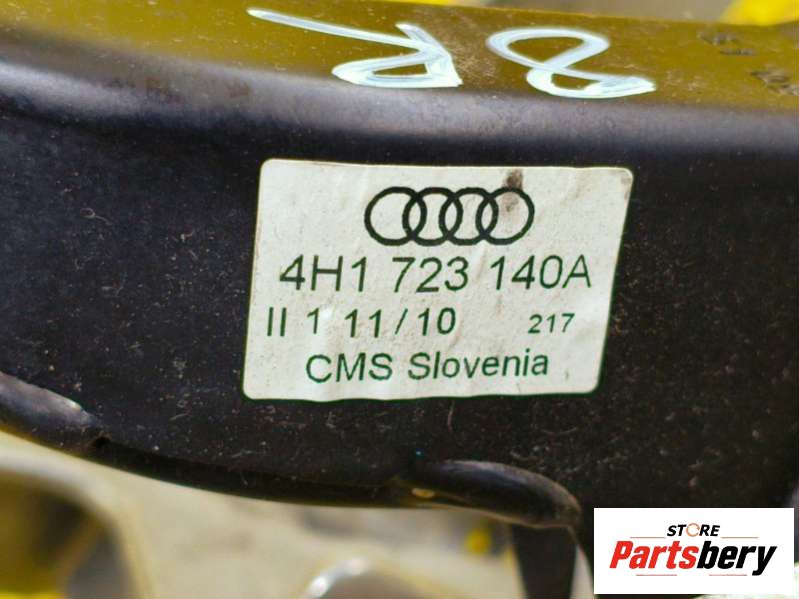 8R
4H1 723 140A
II 1 11/10 217
CMS Slovenia
STORE
Partsbery